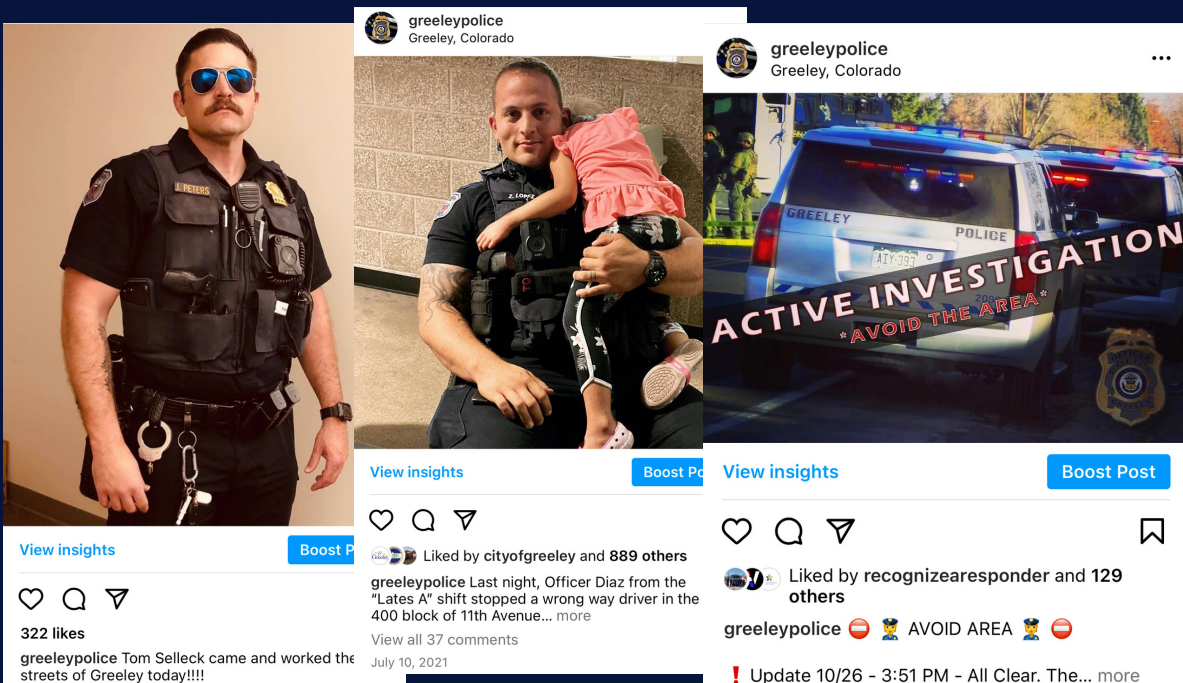 J. PETERS
View insights
Boost P
322 likes
greeleypolice Tom Selleck came and worked the
streets of Greeley today!!!!
greeleypolice
Greeley, Colorado
Z. LOPEZ
View insights
Boost Po
Liked by cityofgreeley and 889 others
greeleypolice Last night, Officer Diaz from the
“Lates A” shift stopped a wrong way driver in the
400 block of 11th Avenue... more
View all 37 comments
July 10, 2021
greeleypolice
Greeley, Colorado
GREELEY
POLICE
ACTIVE INVESTIGATION
*AVOID THE AREA*
View insights
Boost Post
Liked by recognizearesponder and 129
others
greeleypolice ⛔ 👮 AVOID AREA 👮 ⛔
❗ Update 10/26 - 3:51 PM - All Clear. The... more